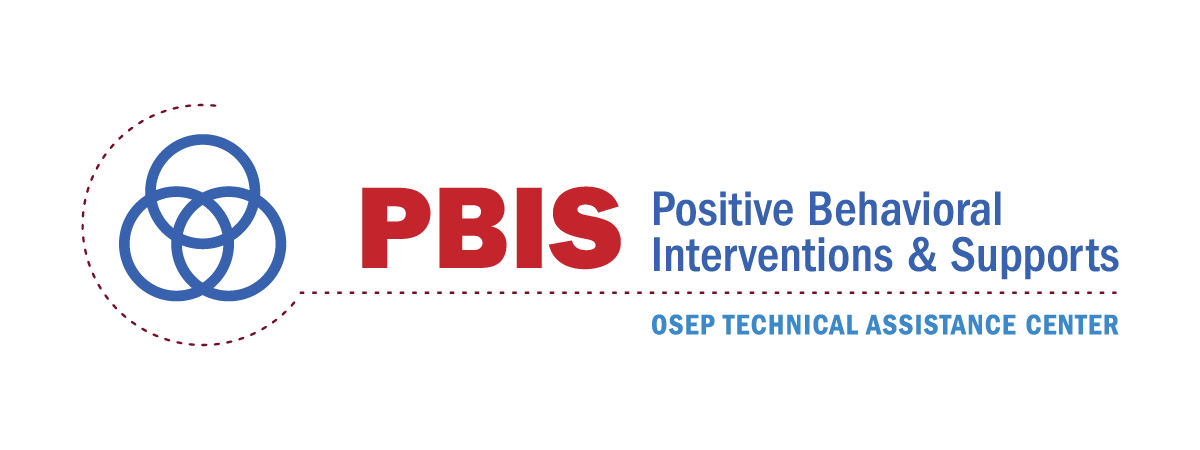 PBIS
Positive Behavioral
Interventions & Supports
OSEP TECHNICAL ASSISTANCE CENTER